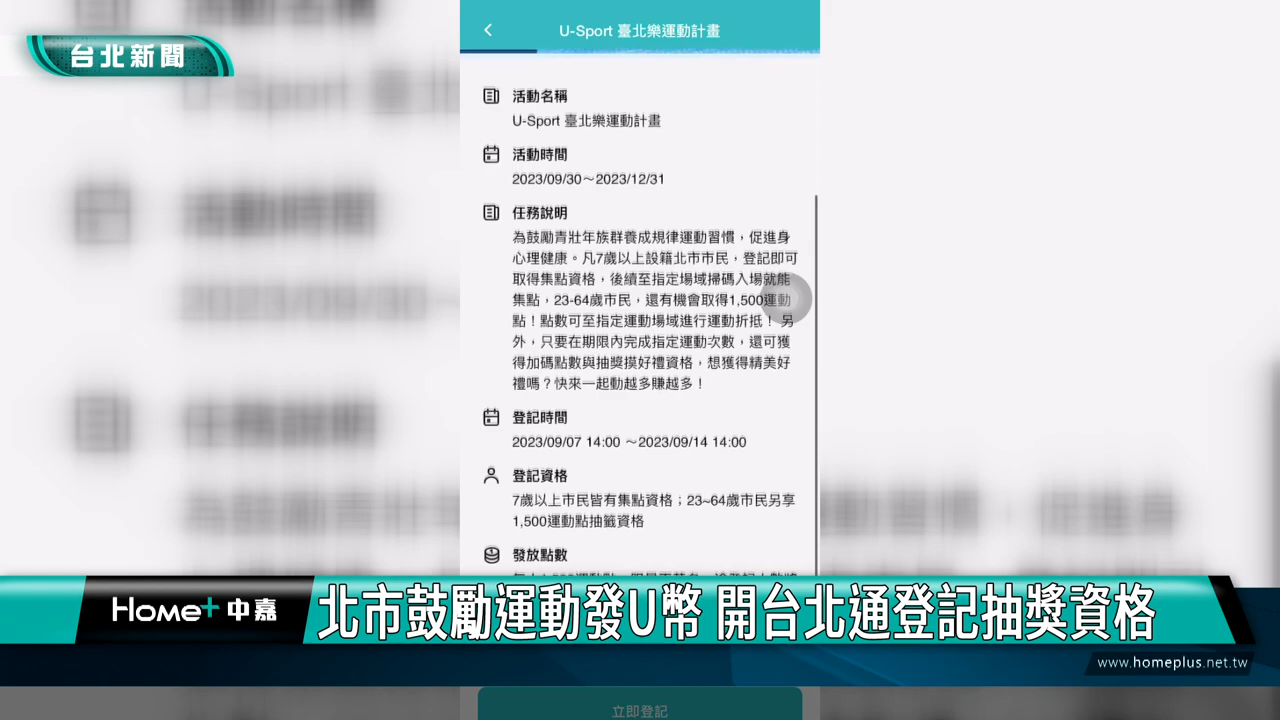 台北新聞
U-Sport 臺北樂運動計畫
活動名稱
U-Sport 臺北樂運動計畫
活動時間
2023/09/30～2023/12/31
任務說明
為鼓勵青壯年族群養成規律運動習慣，促進身
心理健康。凡7歲以上設籍北市市民，登記即可
取得集點資格，後續至指定場域掃碼入場就能
集點，23-64歲市民，還有機會取得1,500運動
點！點數可至指定運動場域進行運動折抵！ 另
外，只要在期限內完成指定運動次數，還可獲
得加碼點數與抽獎摸好禮資格，想獲得精美好
禮嗎？快來一起動越多賺越多！
登記時間
2023/09/07 14:00 ～2023/09/14 14:00
登記資格
7歲以上市民皆有集點資格；23~64歲市民另享
1,500運動點抽籤資格
發放點數
Home+ 中嘉
北市鼓勵運動發U幣 開台北通登記抽獎資格
www.homeplus.net.tw
立即登記